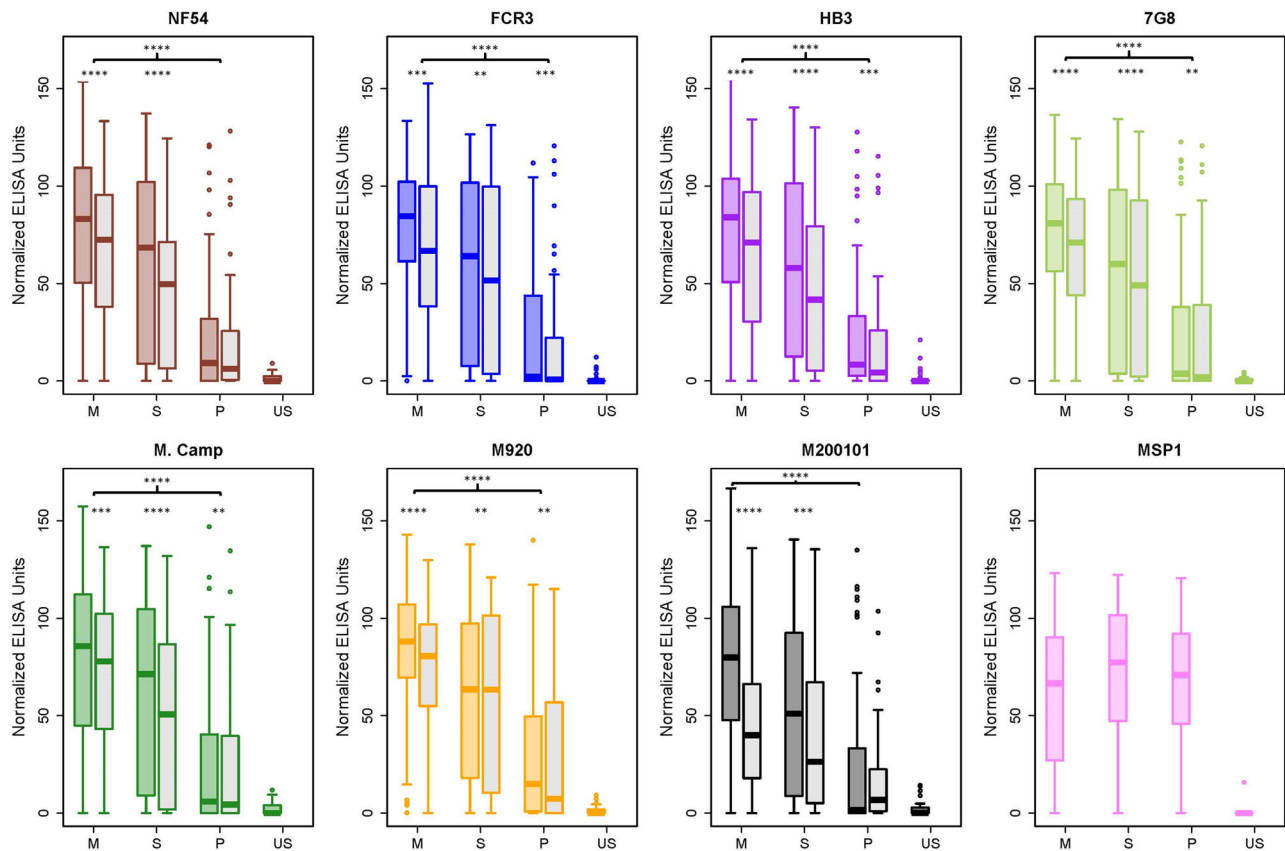 NF54
FCR3
HB3
7G8
****
****
****
****
**** ****
*** ** ***
**** **** ***
**** **** **
Normalized ELISA Units
0 50 100 150
M S P US
Normalized ELISA Units
0 50 100 150
M S P US
Normalized ELISA Units
0 50 100 150
M S P US
Normalized ELISA Units
0 50 100 150
M S P US
M. Camp
M920
M200101
MSP1
****
****
****
*** **** **
**** ** **
**** ***
Normalized ELISA Units
0 50 100 150
M S P US
Normalized ELISA Units
0 50 100 150
M S P US
Normalized ELISA Units
0 50 100 150
M S P US
Normalized ELISA Units
0 50 100 150
M S P US